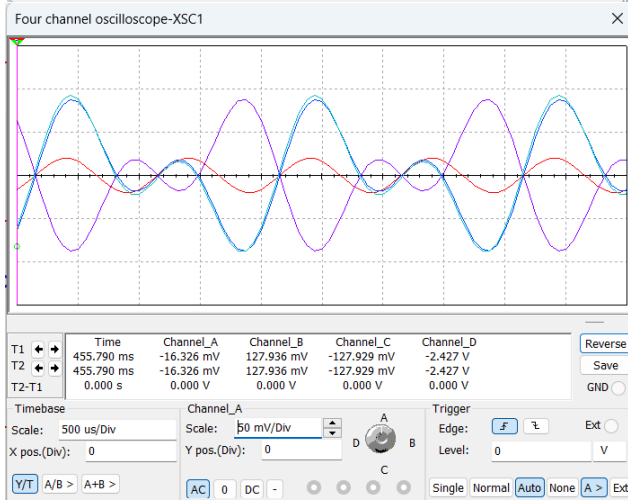 Four channel oscilloscope-XSC1
Time Channel_A Channel_B Channel_C Channel_D
T1 455.790 ms -16.326 mV 127.936 mV -127.929 mV -2.427 V
T2 455.790 ms -16.326 mV 127.936 mV -127.929 mV -2.427 V
T2-T1 0.000 s 0.000 V 0.000 V 0.000 V 0.000 V
Reverse
Save
GND
Timebase
Scale: 500 us/Div
X pos.(Div): 0
Y/T A/B > A+B >
Channel_A
Scale: 50 mV/Div
Y pos.(Div): 0
AC 0 DC -
A
D B
C
Trigger
Edge: Ext
Level: 0 V
Single Normal Auto None A > Ext